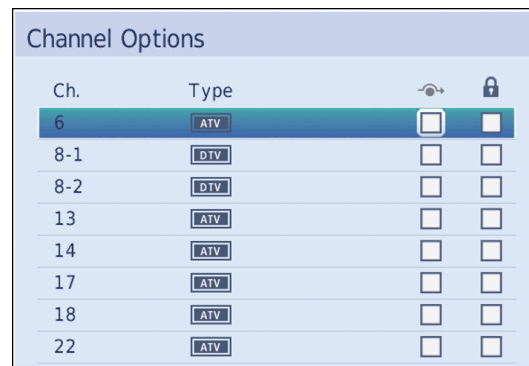 Channel Options
Ch. Type
6 ATV
8-1 DTV
8-2 DTV
13 ATV
14 ATV
17 ATV
18 ATV
22 ATV